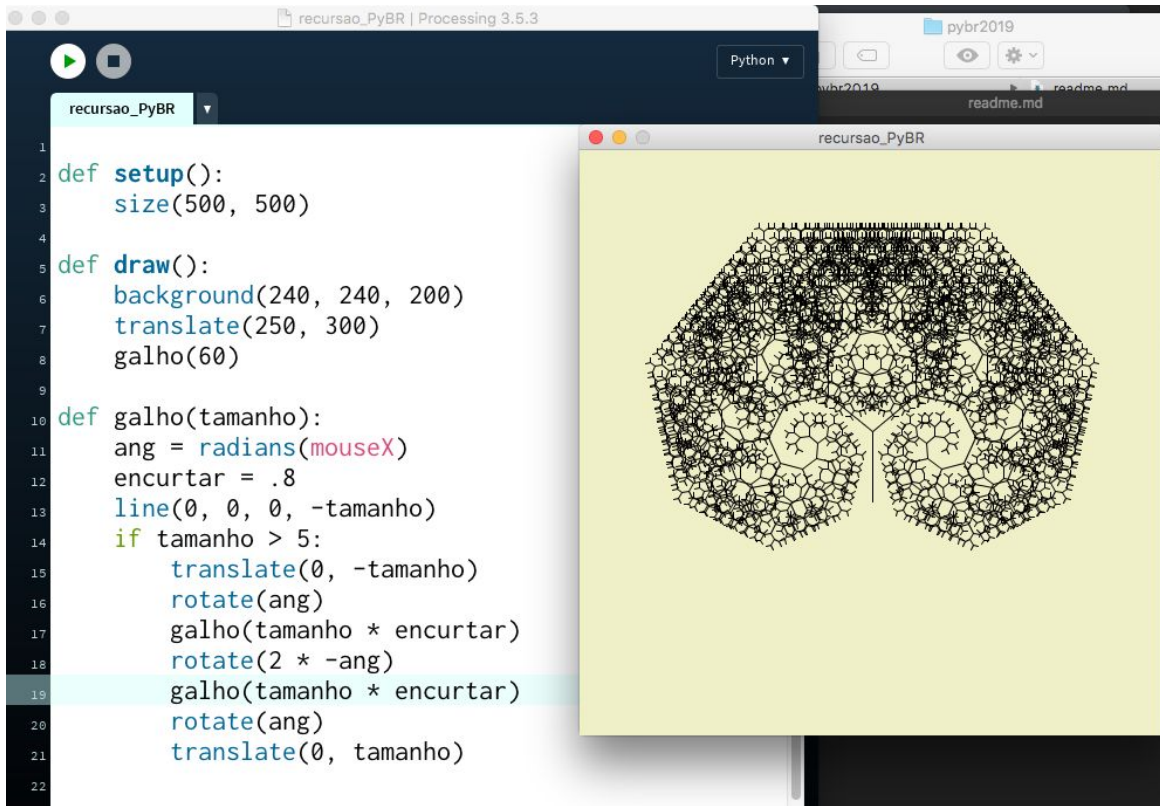 recursao_PyBR | Processing 3.5.3
pybr2019
Python ▼
pybr2019
readme.md
recursao_PyBR ▼
readme.md
recursao_PyBR
1
2 def setup():
3     size(500, 500)
4
5 def draw():
6     background(240, 240, 200)
7     translate(250, 300)
8     galho(60)
9
10 def galho(tamanho):
11     ang = radians(mouseX)
12     encurtar = .8
13     line(0, 0, 0, -tamanho)
14     if tamanho > 5:
15         translate(0, -tamanho)
16         rotate(ang)
17         galho(tamanho * encurtar)
18         rotate(2 * -ang)
19         galho(tamanho * encurtar)
20         rotate(ang)
21         translate(0, tamanho)
22